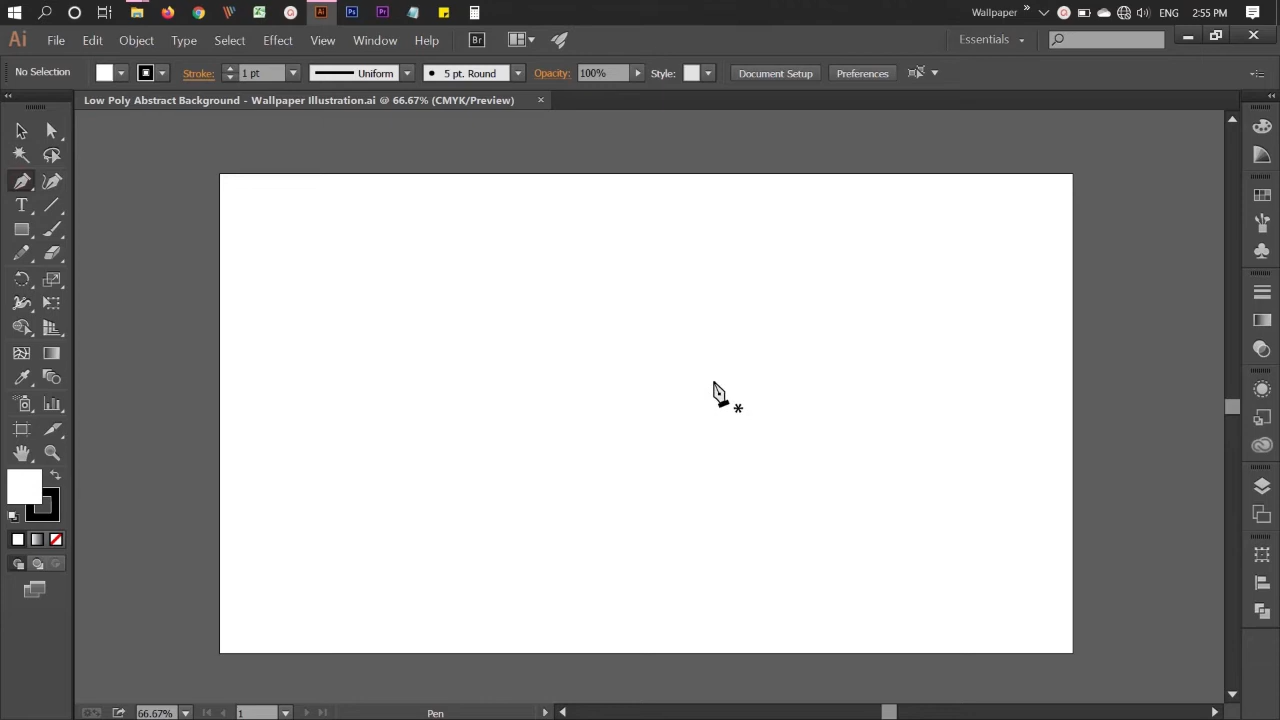 Wallpaper » ENG 2:55 PM
Ai File Edit Object Type Select Effect View Window Help Br Essentials
No Selection Stroke: 1 pt Uniform 5 pt. Round Opacity: 100% Style: Document Setup Preferences
Low Poly Abstract Background - Wallpaper Illustration.ai @ 66.67% (CMYK/Preview) ×
66.67% 1 Pen